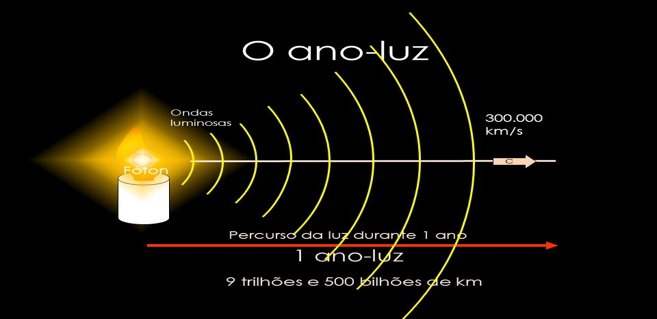 O ano-luz
Ondas
luminosas
300.000
km/s
Fóton
c
Percurso da luz durante 1 ano
1 ano-luz
9 trilhões e 500 bilhões de km